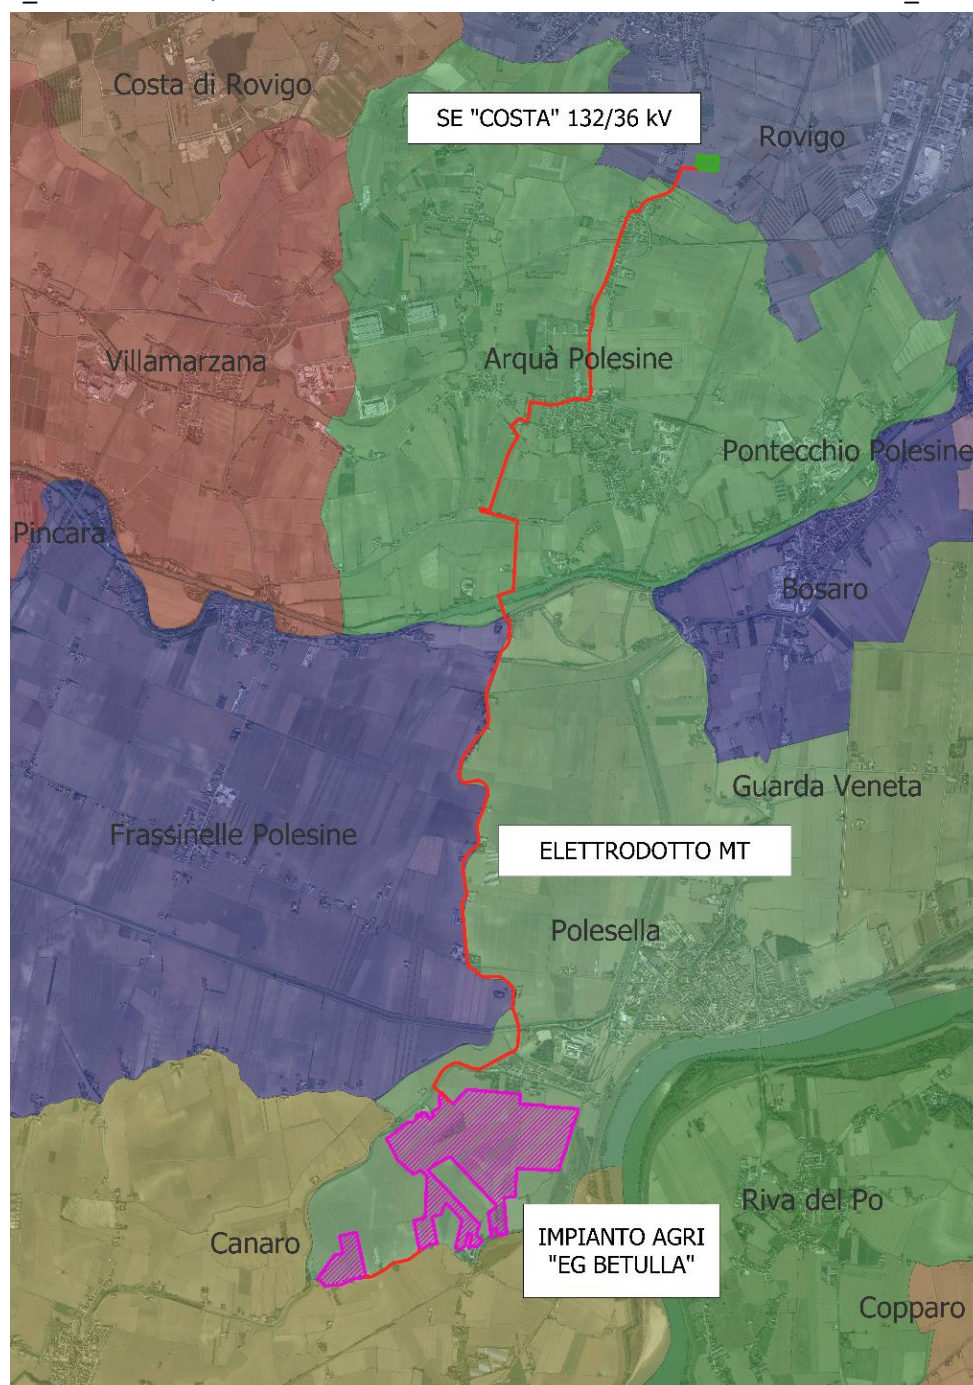 Costa di Rovigo
SE "COSTA" 132/36 kV
Rovigo
Villamarzana
Arquà Polesine
Pontecchio Polesine
Pincara
Bosaro
Guarda Veneta
Frassinelle Polesine
ELETTRODOTTO MT
Polesella
Riva del Po
Canaro
IMPIANTO AGRI
"EG BETULLA"
Copparo